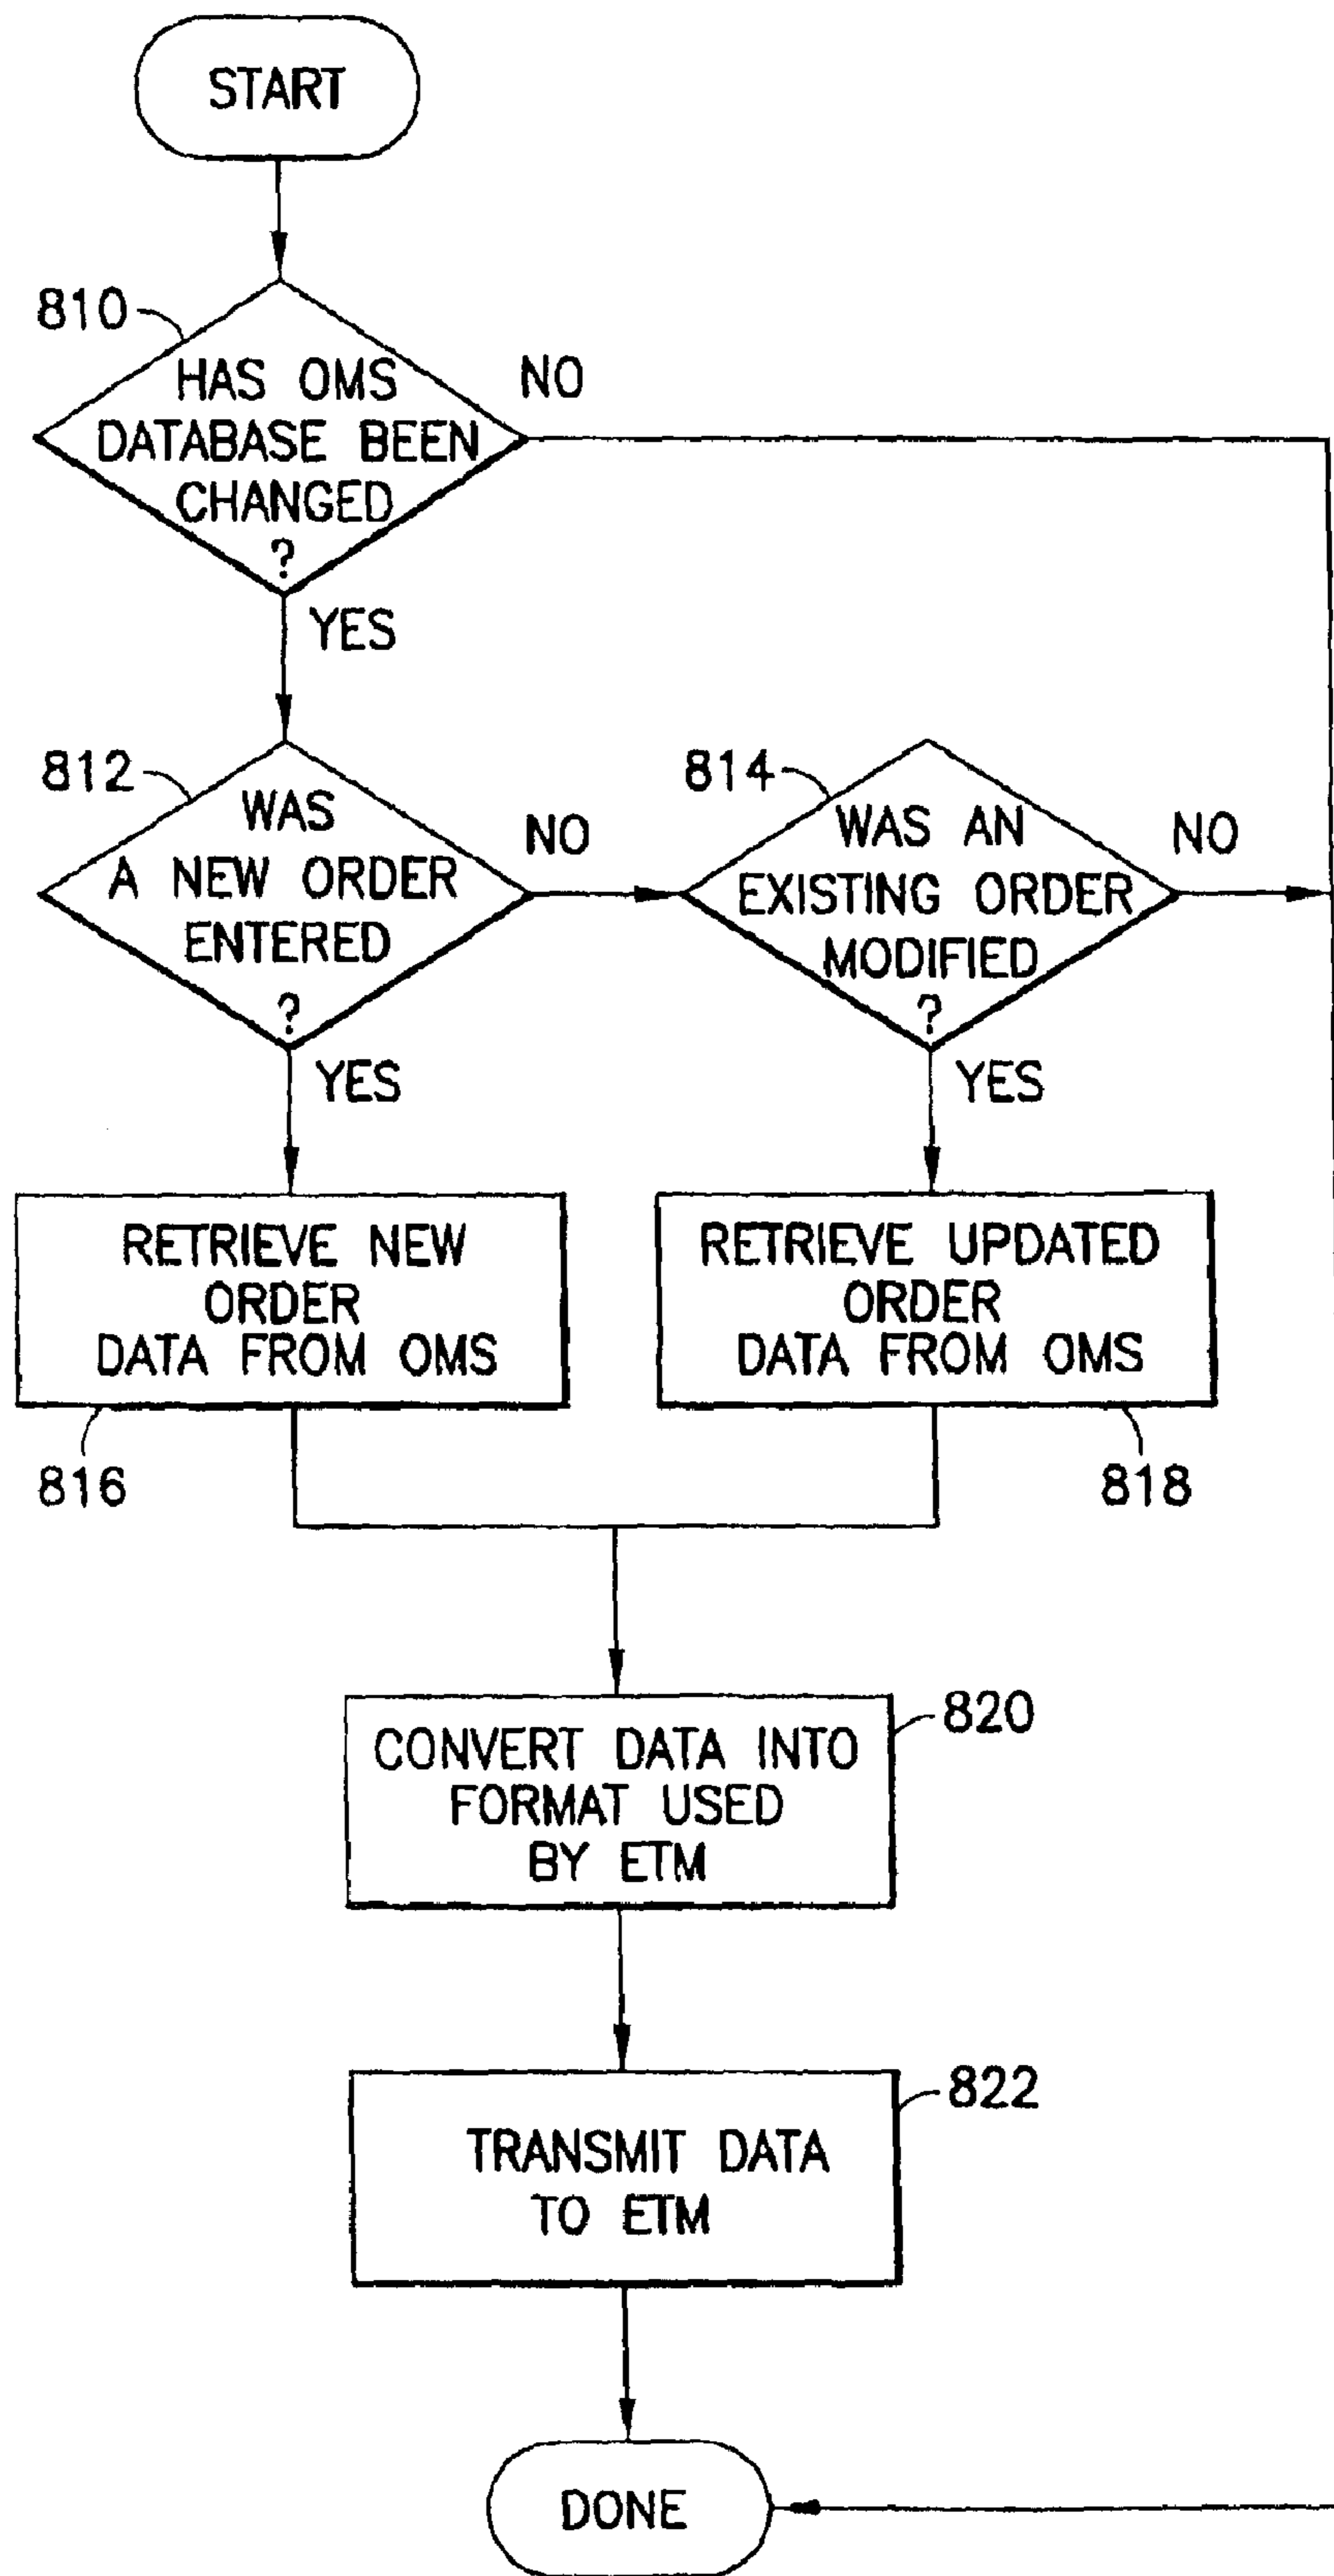 START
810
HAS OMS
DATABASE BEEN
CHANGED
?
NO
YES
812
WAS
A NEW ORDER
ENTERED
?
NO
YES
814
WAS AN
EXISTING ORDER
MODIFIED
?
NO
YES
RETRIEVE NEW
ORDER
DATA FROM OMS
816
RETRIEVE UPDATED
ORDER
DATA FROM OMS
818
CONVERT DATA INTO
FORMAT USED
BY ETM
820
TRANSMIT DATA
TO ETM
822
DONE